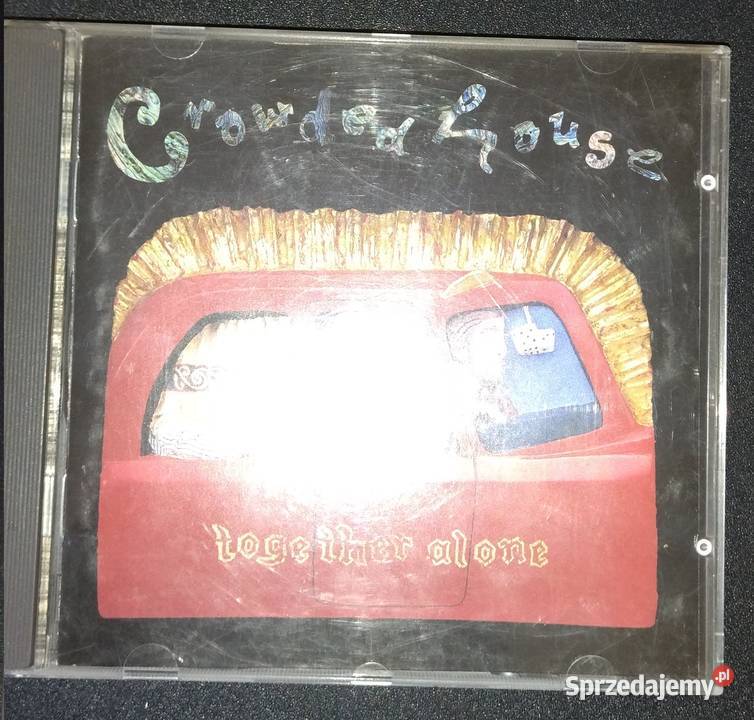 Crowded House
together alone
Sprzedajemy.pl